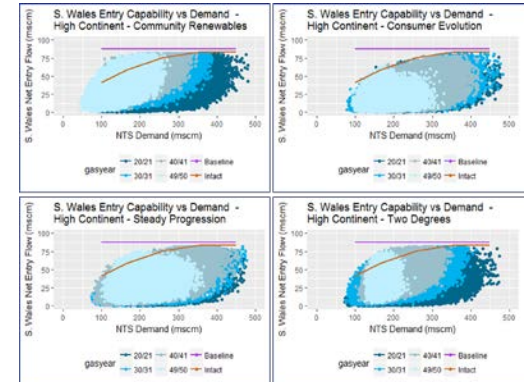 S. Wales Entry Capability vs Demand -
High Continent - Community Renewables
S. Wales Net Entry Flow (mscm)
100
75
50
25
0
0 100 200 300 400 500
NTS Demand (mscm)
gasyear
20/21 40/41 Baseline
30/31 49/50 Intact
S. Wales Entry Capability vs Demand -
High Continent - Consumer Evolution
S. Wales Net Entry Flow (mscm)
100
75
50
25
0
0 100 200 300 400 500
NTS Demand (mscm)
gasyear
20/21 40/41 Baseline
30/31 49/50 Intact
S. Wales Entry Capability vs Demand -
High Continent - Steady Progression
S. Wales Net Entry Flow (mscm)
100
75
50
25
0
0 100 200 300 400 500
NTS Demand (mscm)
gasyear
20/21 40/41 Baseline
30/31 49/50 Intact
S. Wales Entry Capability vs Demand -
High Continent - Two Degrees
S. Wales Net Entry Flow (mscm)
100
75
50
25
0
0 100 200 300 400 500
NTS Demand (mscm)
gasyear
20/21 40/41 Baseline
30/31 49/50 Intact